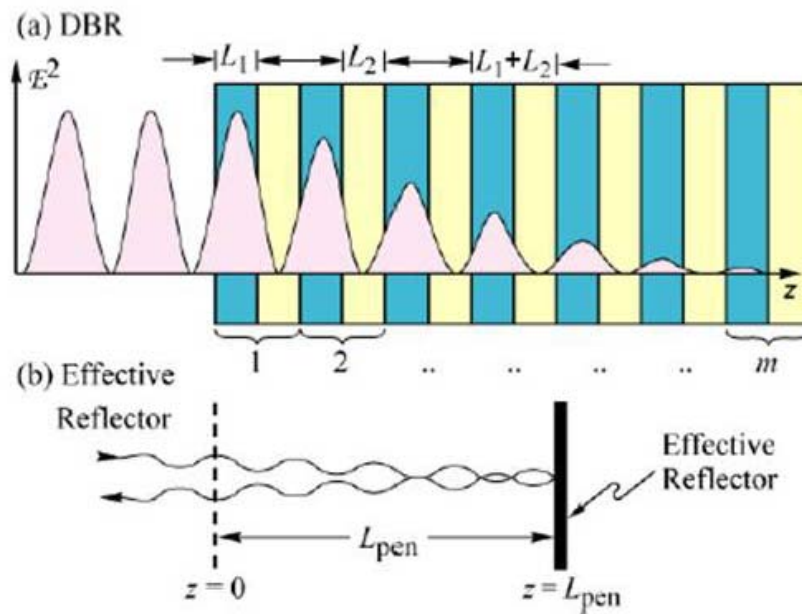 (a) DBR
L₁ L₂ L₁+L₂
ℰ²
z
1 2 .. .. .. .. m
(b) Effective
Reflector
Effective
Reflector
Lpen
z = 0 z = Lpen